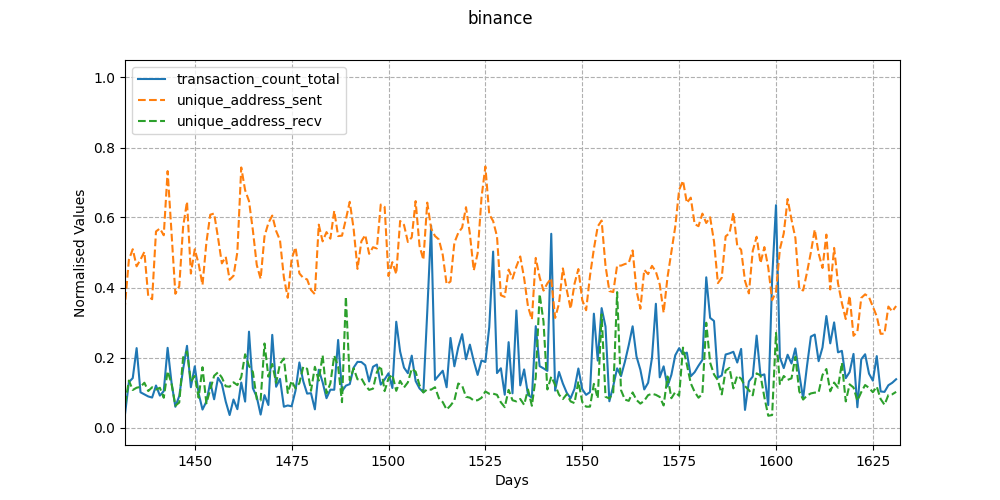 binance
transaction_count_total
unique_address_sent
unique_address_recv
Normalised Values
1.0
0.8
0.6
0.4
0.2
0.0
1450 1475 1500 1525 1550 1575 1600 1625
Days